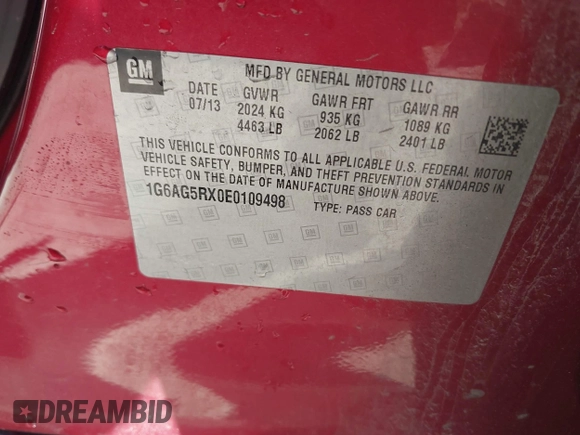 GM
MFD BY GENERAL MOTORS LLC
DATE GVWR GAWR FRT GAWR RR
07/13 2024 KG 935 KG 1089 KG
4463 LB 2062 LB 2401 LB
THIS VEHICLE CONFORMS TO ALL APPLICABLE U.S. FEDERAL MOTOR
VEHICLE SAFETY, BUMPER, AND THEFT PREVENTION STANDARDS IN
EFFECT ON THE DATE OF MANUFACTURE SHOWN ABOVE.
1G6AG5RX0E0109498 TYPE: PASS CAR
DREAMBID